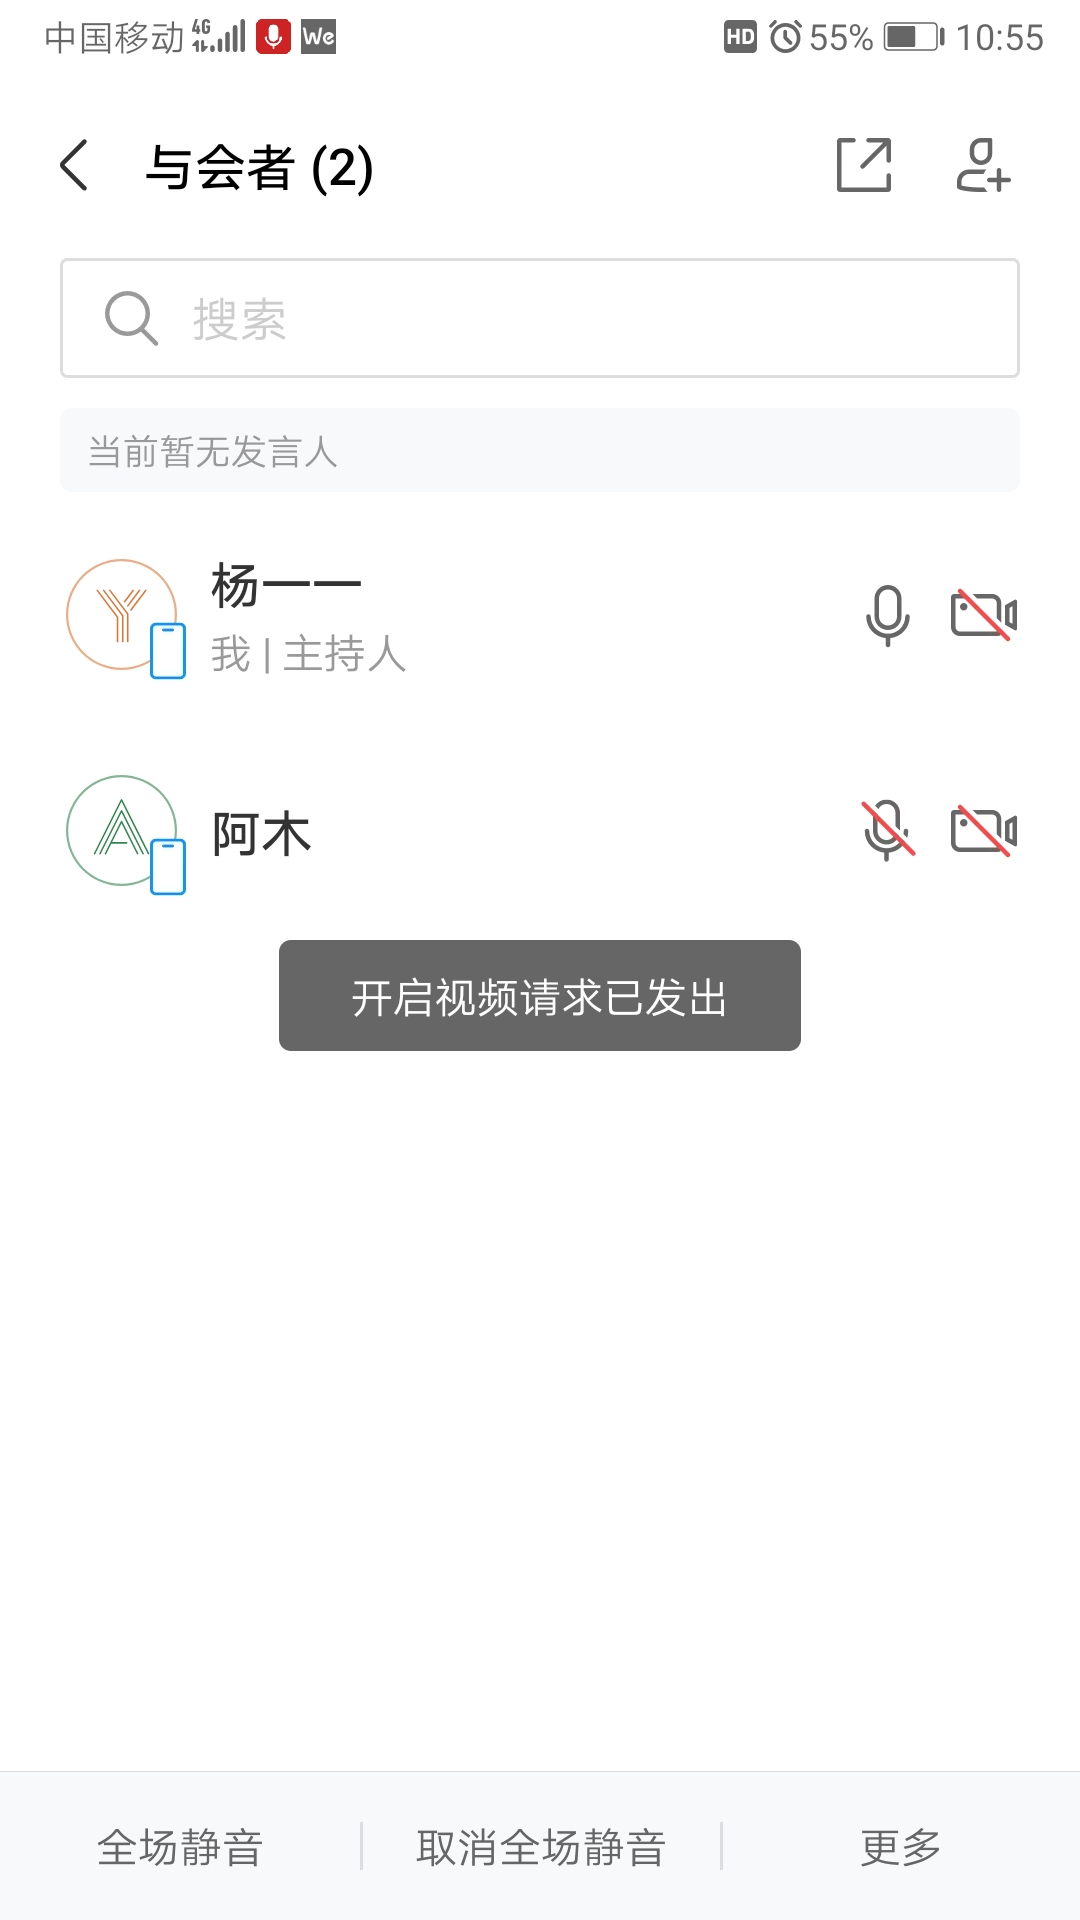 中国移动 4G We HD 55% 10:55
与会者 (2)
搜索
当前暂无发言人
杨一一
我 | 主持人
阿木
开启视频请求已发出
全场静音 取消全场静音 更多